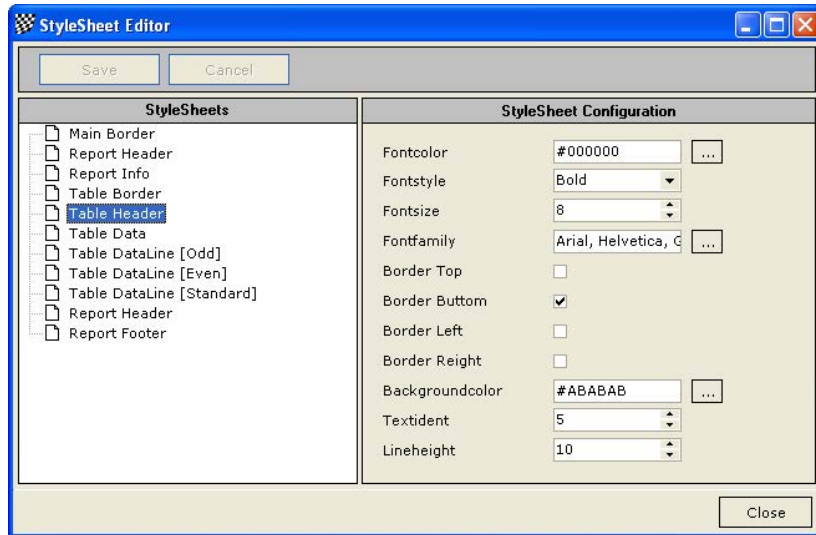 StyleSheet Editor
Save Cancel
StyleSheets
Main Border
Report Header
Report Info
Table Border
Table Header
Table Data
Table DataLine [Odd]
Table DataLine [Even]
Table DataLine [Standard]
Report Header
Report Footer
StyleSheet Configuration
Fontcolor #000000 ...
Fontstyle Bold
Fontsize 8
Fontfamily Arial, Helvetica, G ...
Border Top
Border Buttom
Border Left
Border Reight
Backgroundcolor #ABABAB ...
Textident 5
Lineheight 10
Close